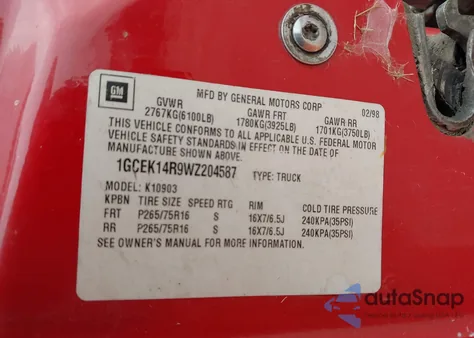 GM
MFD BY GENERAL MOTORS CORP 02/98
GVWR GAWR FRT GAWR RR
2767KG(6100LB) 1780KG(3925LB) 1701KG(3750LB)
THIS VEHICLE CONFORMS TO ALL APPLICABLE U.S. FEDERAL MOTOR
VEHICLE SAFETY STANDARDS IN EFFECT ON THE DATE OF
MANUFACTURE SHOWN ABOVE.
1GCEK14R9WZ204587 TYPE: TRUCK
MODEL: K10903
KPBN TIRE SIZE SPEED RTG RIM COLD TIRE PRESSURE
FRT P265/75R16 S 16X7/6.5J 240KPA(35PSI)
RR P265/75R16 S 16X7/6.5J 240KPA(35PSI)
SEE OWNER'S MANUAL FOR MORE INFORMATION.
autoSnap